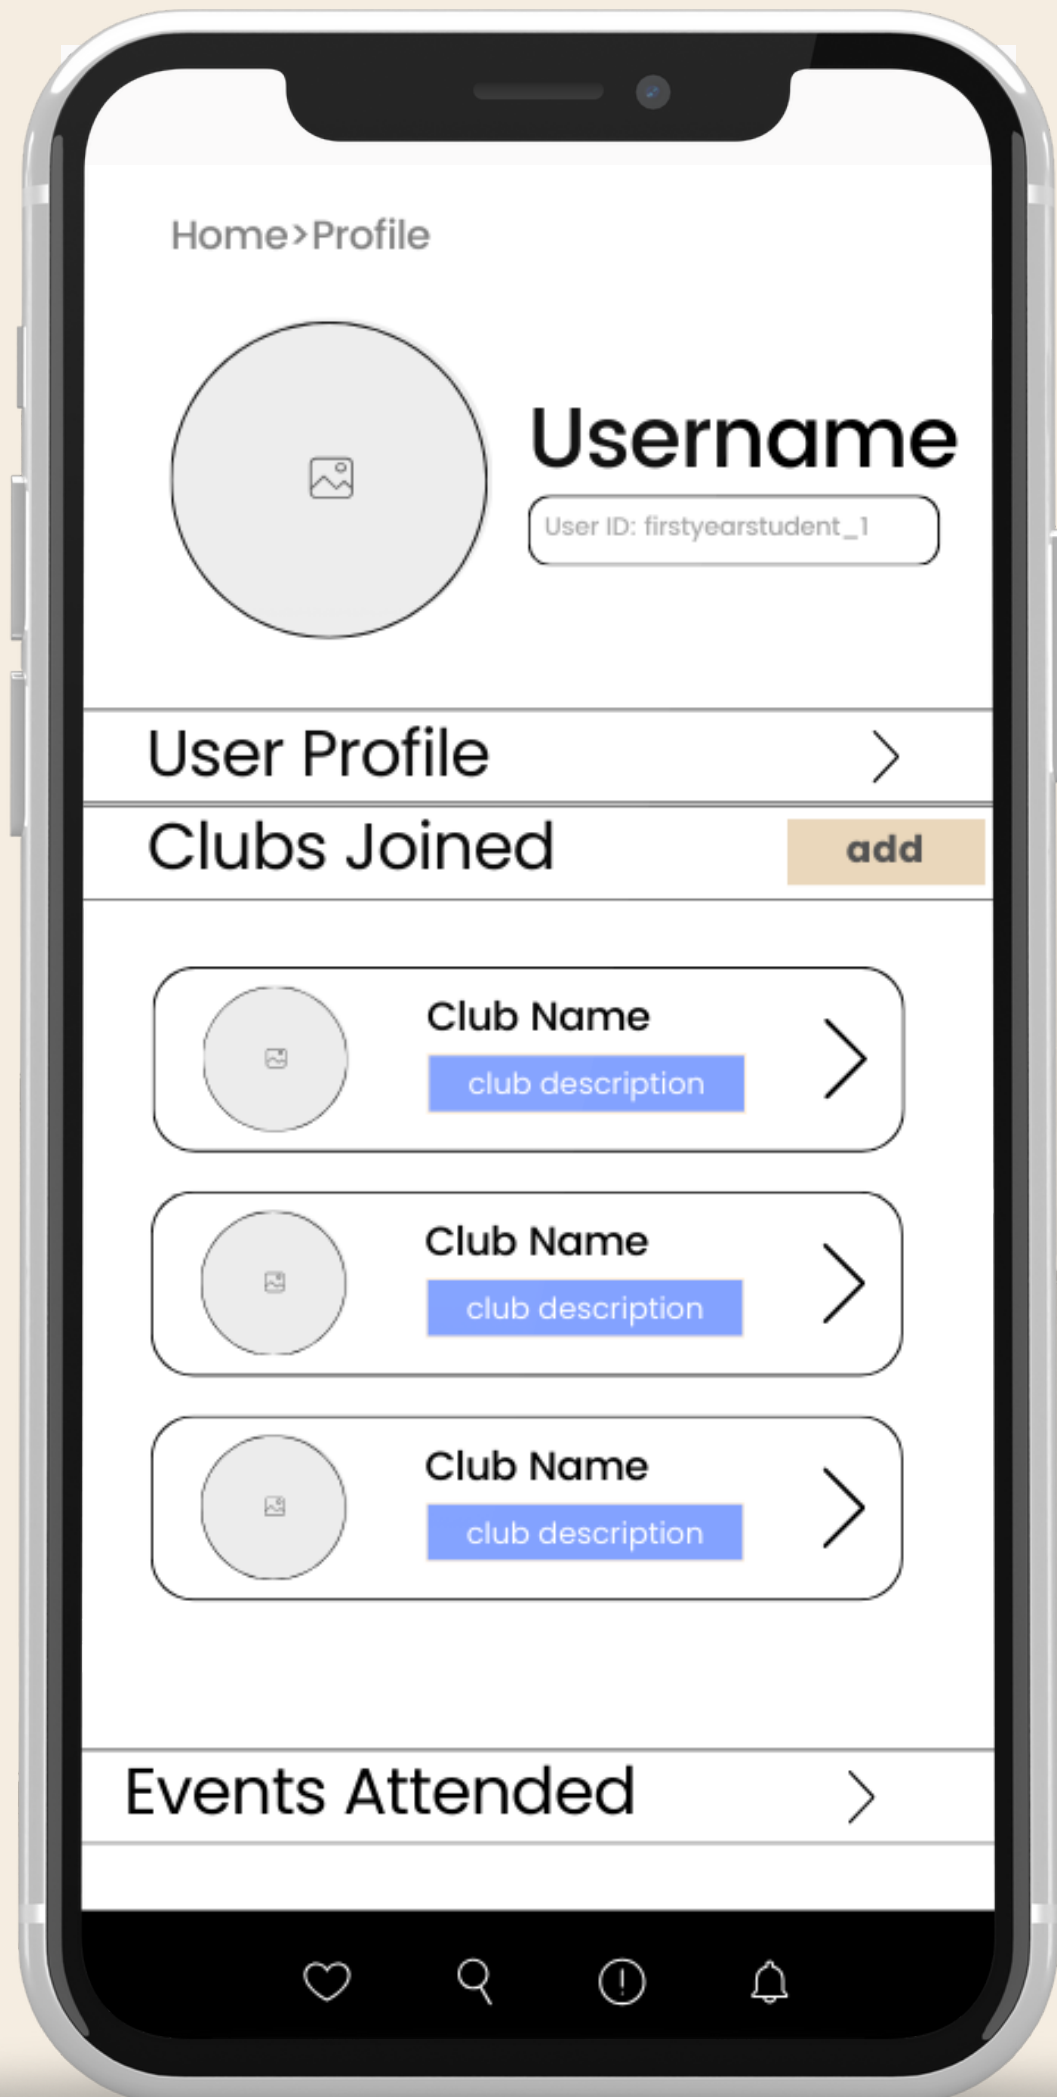 Home>Profile
Username
User ID: firstyearstudent_1
User Profile
Clubs Joined
add
Club Name
club description
Club Name
club description
Club Name
club description
Events Attended